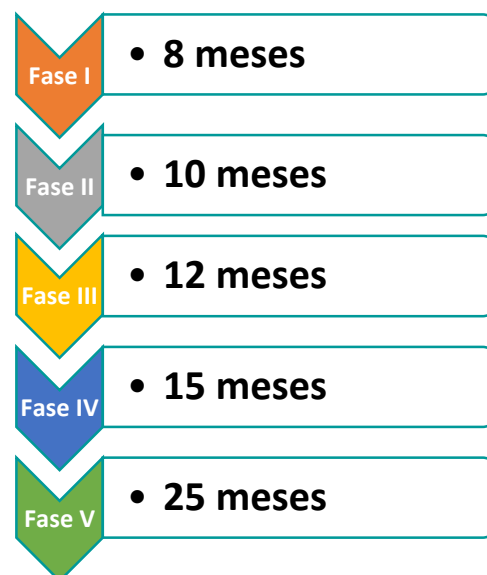 Fase I
• 8 meses
Fase II
• 10 meses
Fase III
• 12 meses
Fase IV
• 15 meses
Fase V
• 25 meses